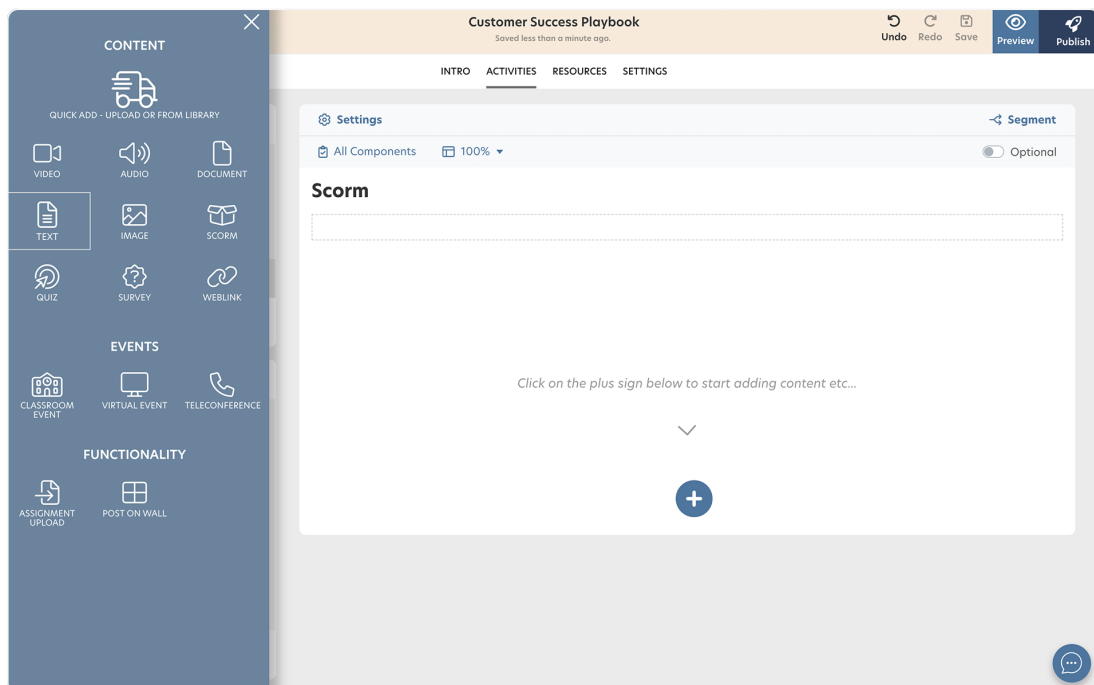 CONTENT
QUICK ADD - UPLOAD OR FROM LIBRARY
VIDEO
AUDIO
DOCUMENT
TEXT
IMAGE
SCORM
QUIZ
SURVEY
WEBLINK
EVENTS
CLASSROOM
EVENT
VIRTUAL EVENT
TELECONFERENCE
FUNCTIONALITY
ASSIGNMENT
UPLOAD
POST ON WALL
Customer Success Playbook
Saved less than a minute ago.
Undo
Redo
Save
Preview
Publish
INTRO
ACTIVITIES
RESOURCES
SETTINGS
Settings
Segment
All Components
100%
Optional
Scorm
Click on the plus sign below to start adding content etc...